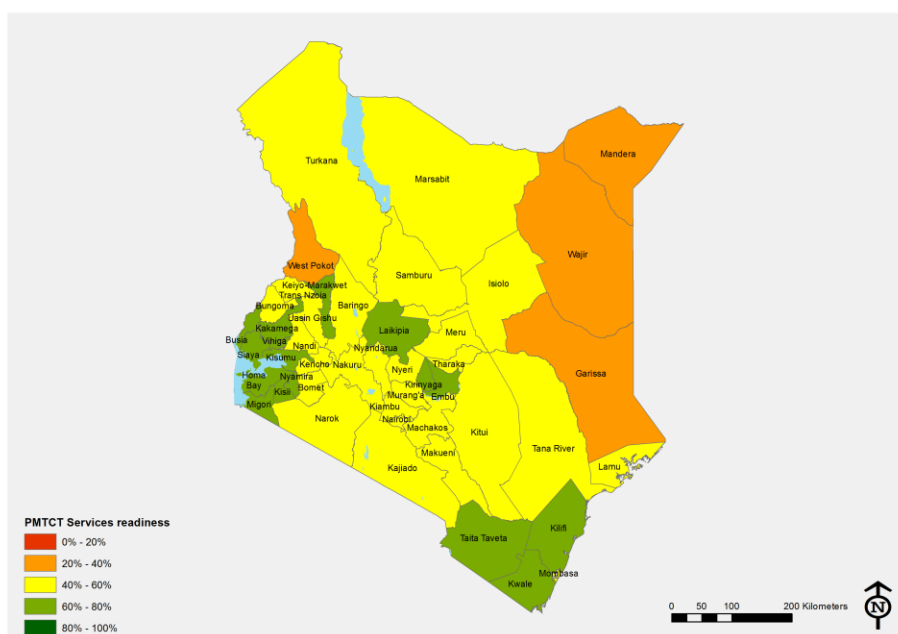 Mandera
Turkana
Marsabit
Wajir
West Pokot
Samburu
Isiolo
Keiyo-Marakwet
Trans Nzoia
Bungoma
Baringo
Uasin Gishu
Kakamega
Laikipia
Meru
Busia
Vihiga
Nandi
Nyandarua
Siaya
Kisumu
Kericho
Nakuru
Nyeri
Tharaka
Garissa
Homa
Bay
Nyamira
Kirinyaga
Kisii
Bomet
Murang'a
Embu
Migori
Kiambu
Narok
Nairobi
Machakos
Kitui
Makueni
Tana River
Kajiado
Lamu
Kilifi
Taita Taveta
Mombasa
Kwale
PMTCT Services readiness
0% - 20%
20% - 40%
40% - 60%
60% - 80%
80% - 100%
0 50 100 200 Kilometers
N